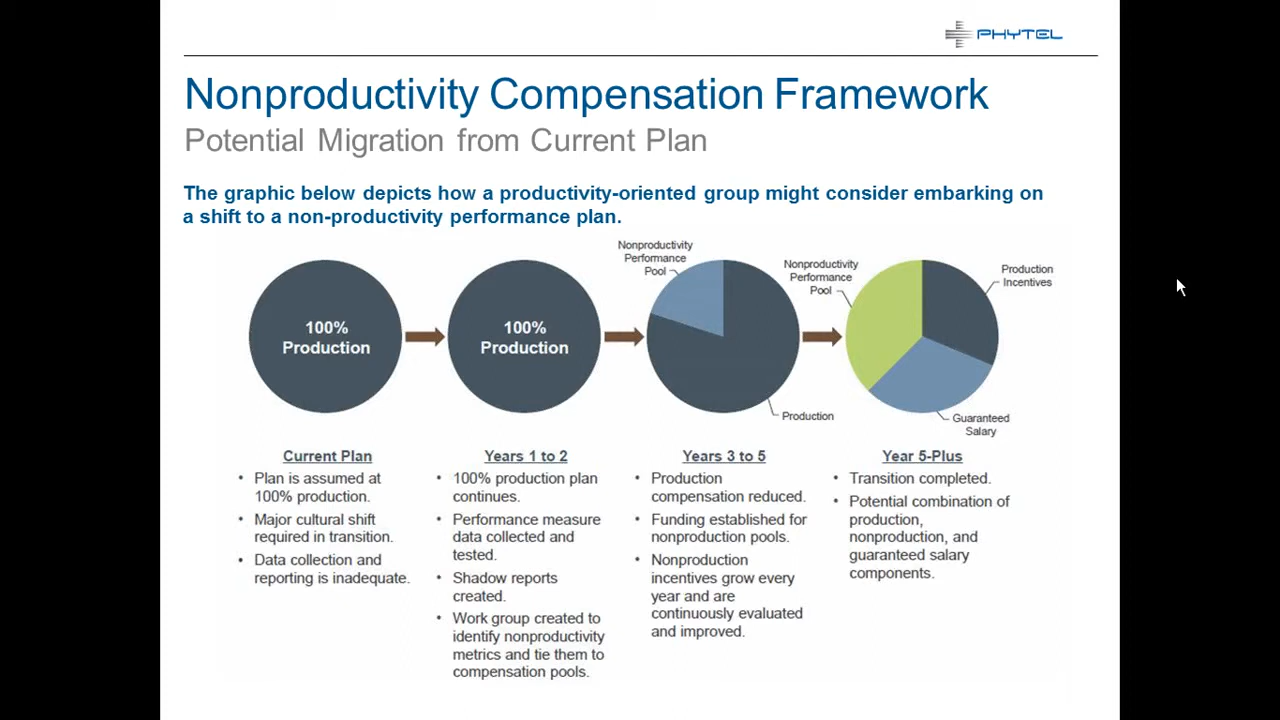 PHYTEL
Nonproductivity Compensation Framework
Potential Migration from Current Plan
The graphic below depicts how a productivity-oriented group might consider embarking on
a shift to a non-productivity performance plan.
100%
Production
100%
Production
Nonproductivity
Performance
Pool
Production
Nonproductivity
Performance
Pool
Production
Incentives
Guaranteed
Salary
Current Plan
• Plan is assumed at
100% production.
• Major cultural shift
required in transition.
• Data collection and
reporting is inadequate.
Years 1 to 2
• 100% production plan
continues.
• Performance measure
data collected and
tested.
• Shadow reports
created.
• Work group created to
identify nonproductivity
metrics and tie them to
compensation pools.
Years 3 to 5
• Production
compensation reduced.
• Funding established for
nonproduction pools.
• Nonproduction
incentives grow every
year and are
continuously evaluated
and improved.
Year 5-Plus
• Transition completed.
• Potential combination of
production,
nonproduction, and
guaranteed salary
components.